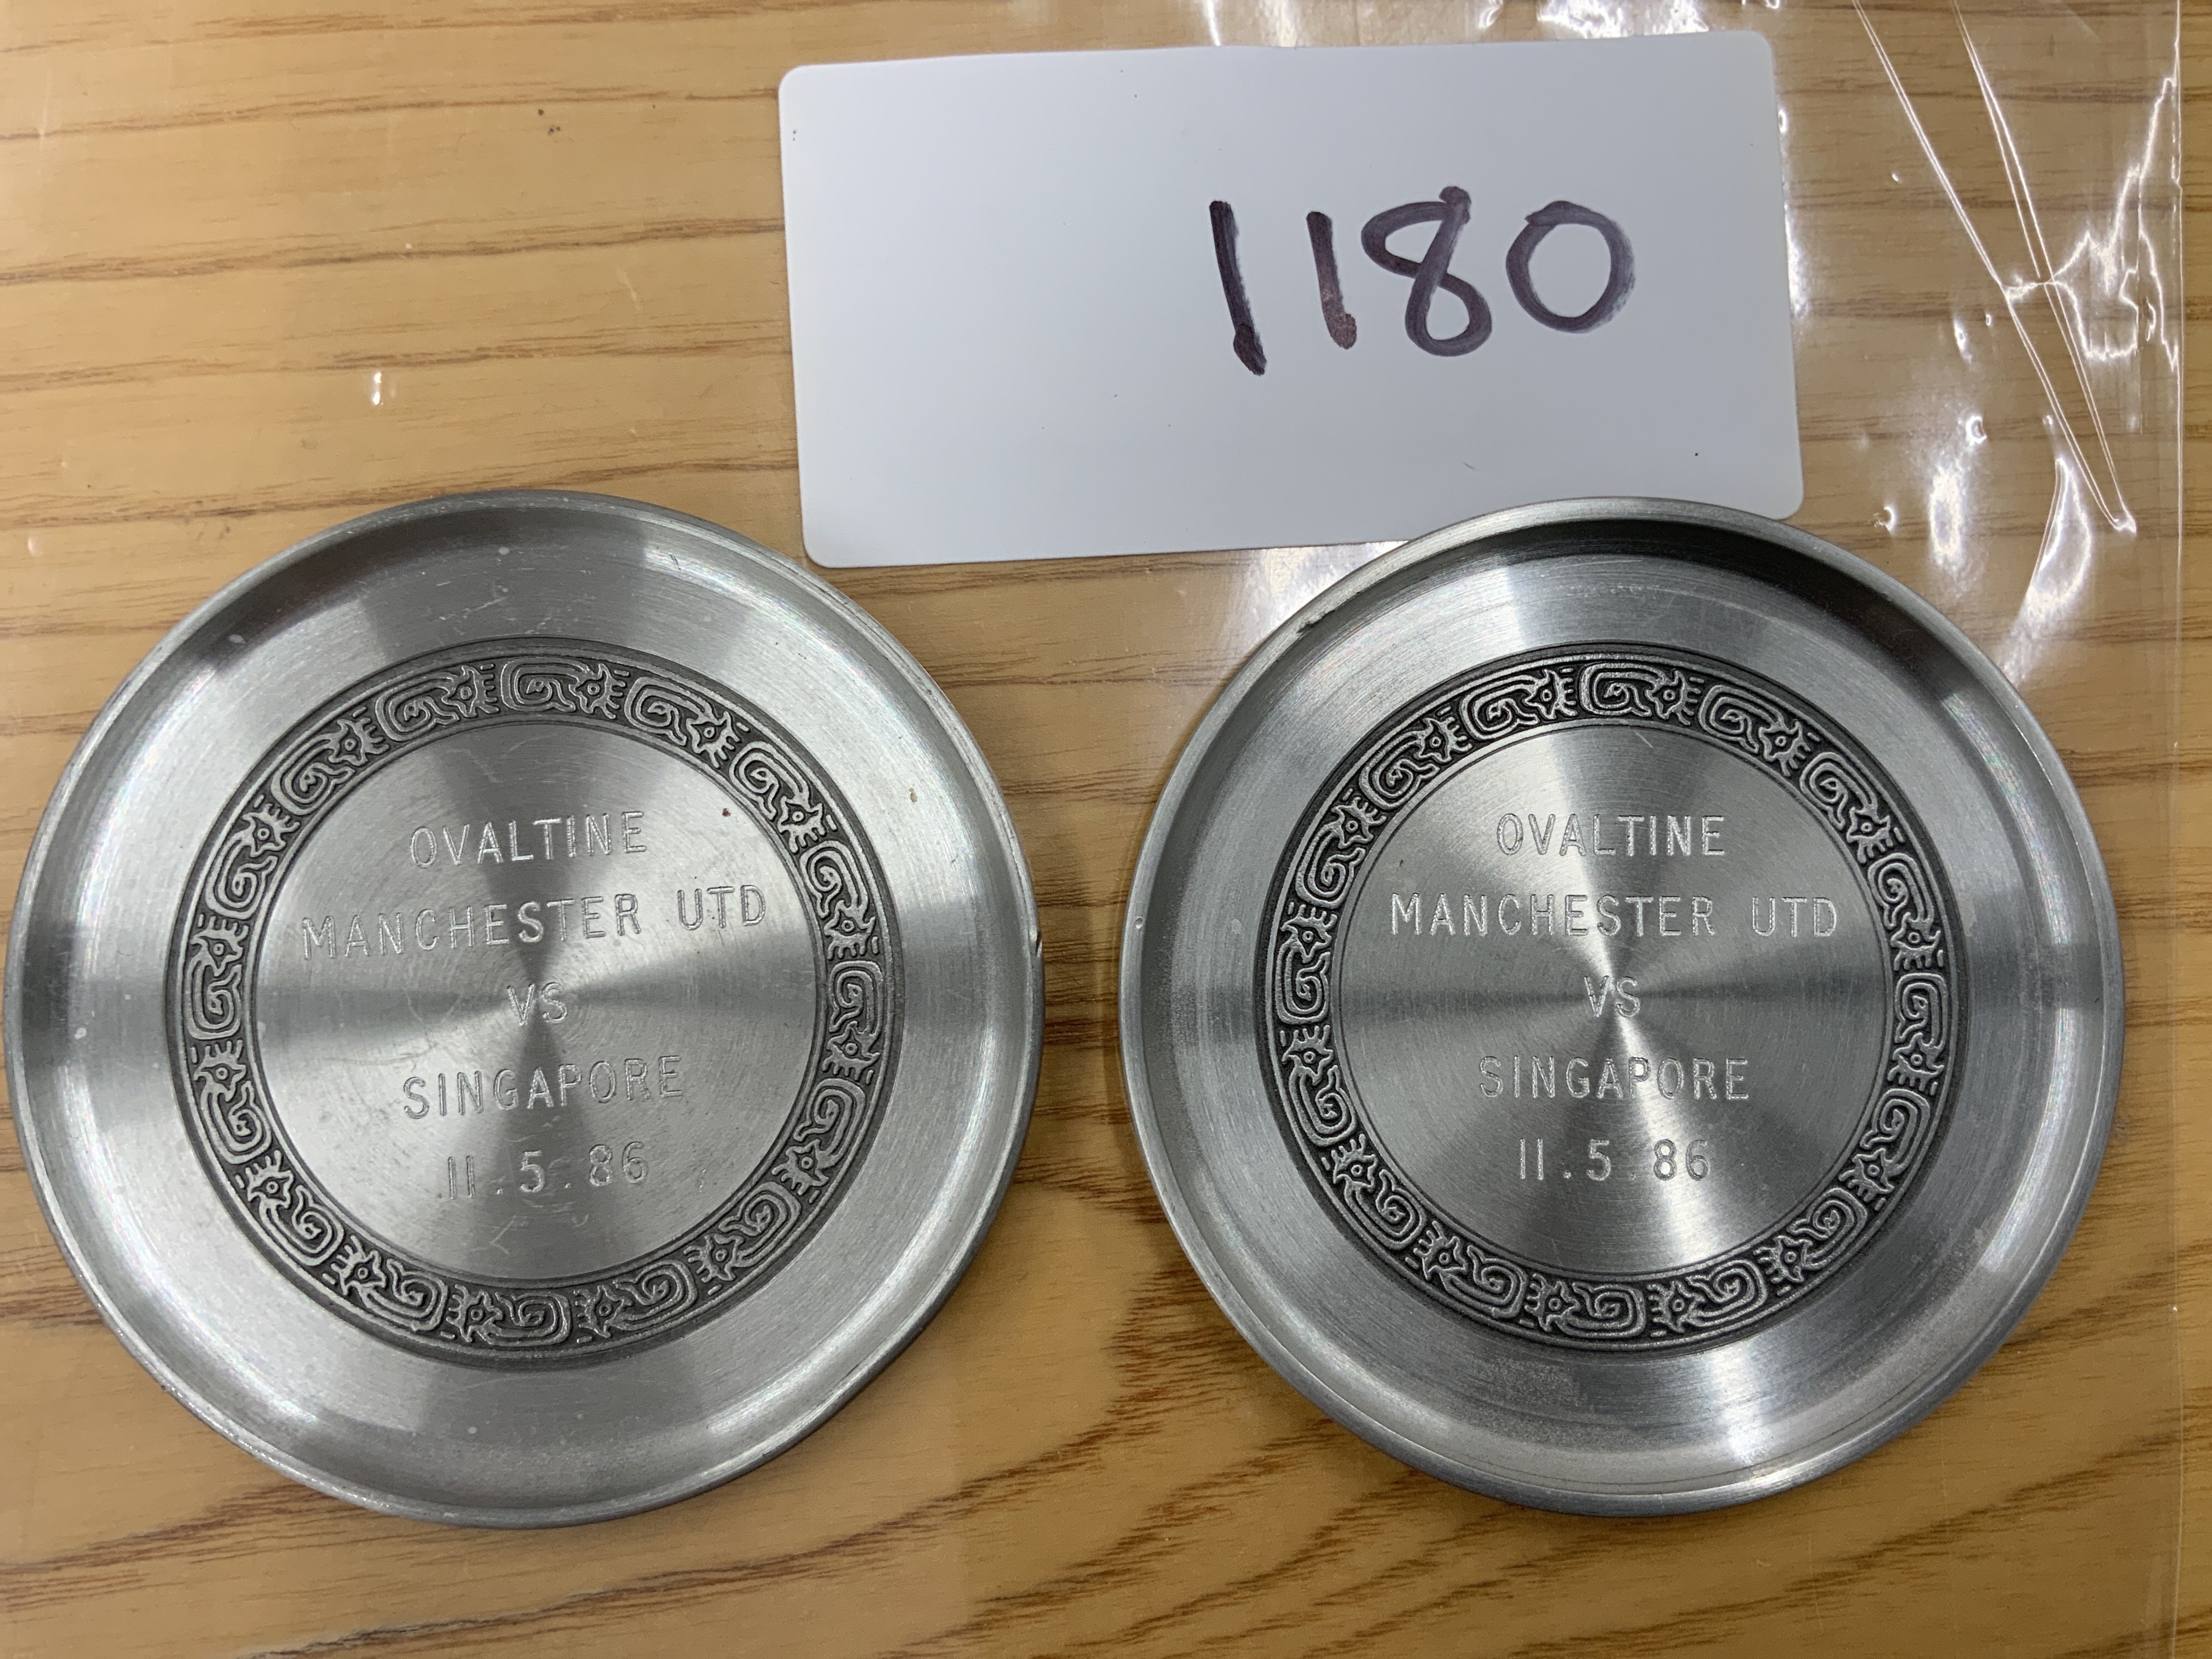 1180
OVALTINE
MANCHESTER UTD
VS
SINGAPORE
11.5.86
OVALTINE
MANCHESTER UTD
VS
SINGAPORE
11.5.86